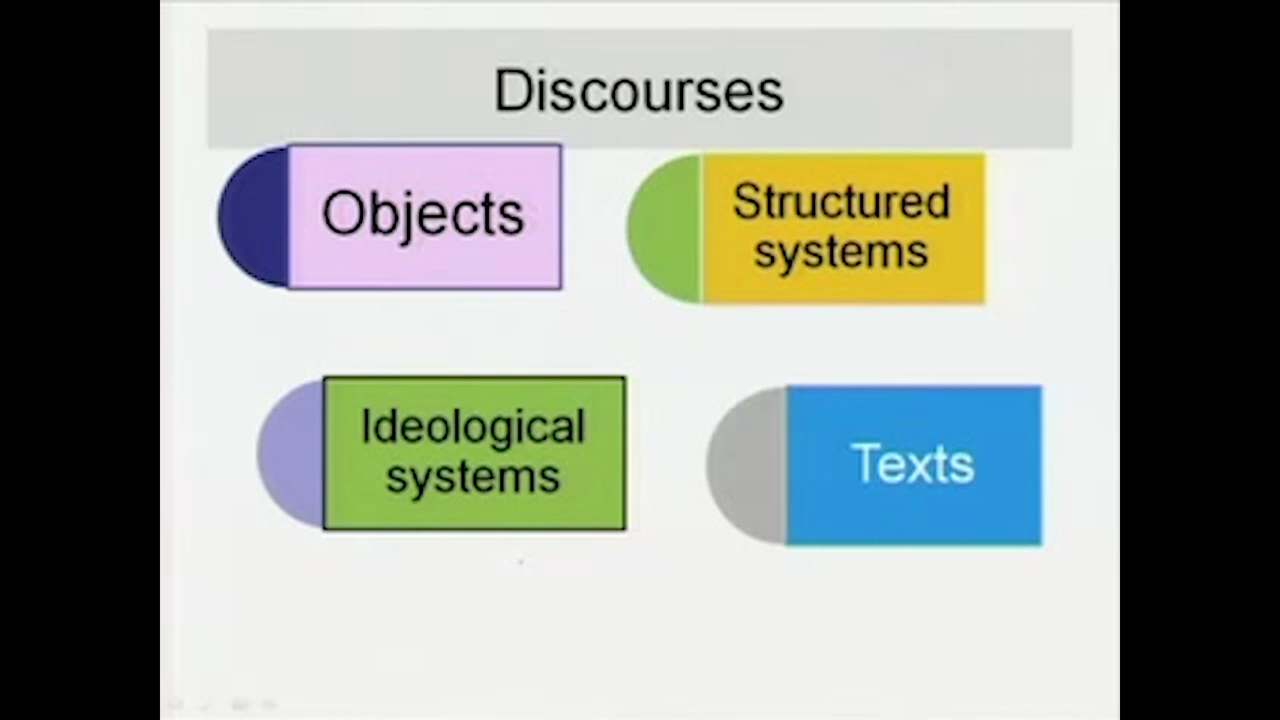 Discourses
Objects
Structured
systems
Ideological
systems
Texts